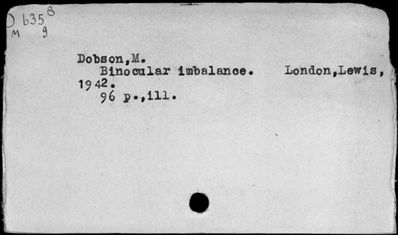 D 635 B
M 9
Dobson,M.
Binocular imbalance. London,Lewis,
1942.
96 p.,ill.